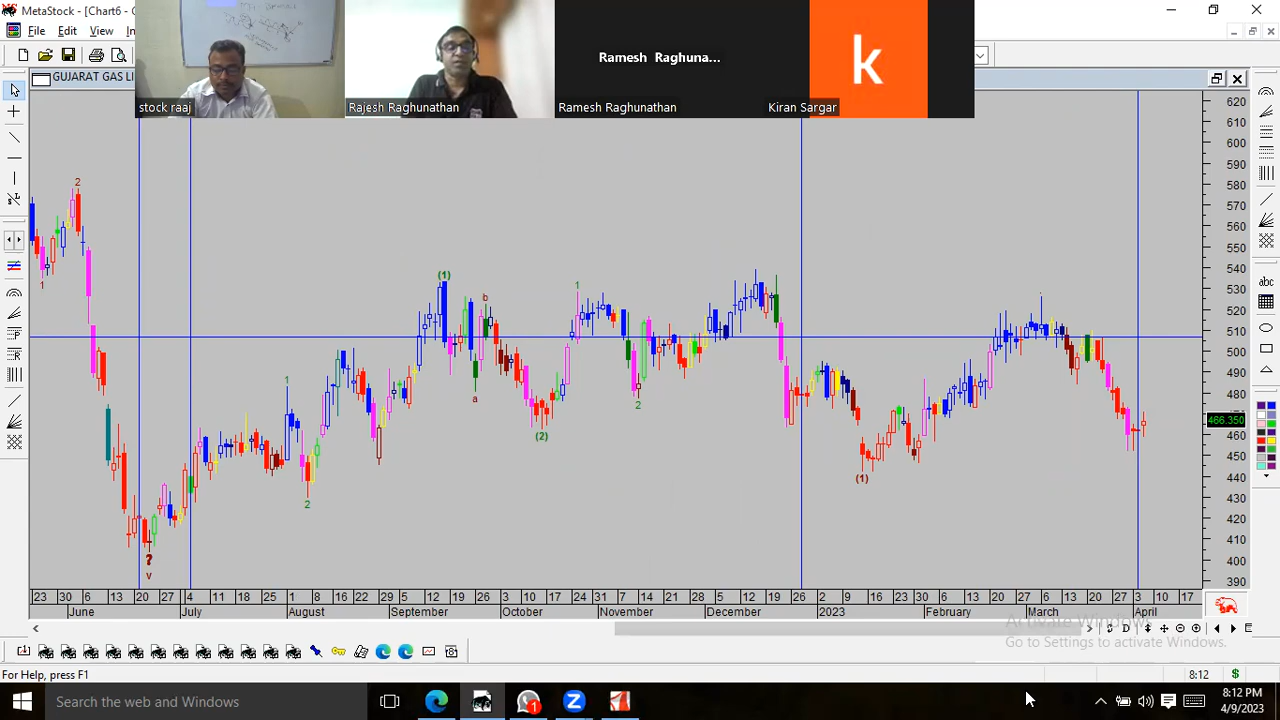 MetaStock - Chart6 -
File Edit View In
GUJARAT GAS LI
stock raaj
Rajesh Raghunathan
Ramesh Raghuna...
Ramesh Raghunathan
k
Kiran Sargar
620
610
600
590
580
570
560
550
540
530
520
510
500
490
480
466.350
460
450
440
430
420
410
400
390
2
1
?
v
1
2
(1)
b
a
(2)
1
2
(1)
abc
23 30 6 13 20 27 4 11 18 25 1 8 16 22 29 5 12 19 26 3 10 17 24 31 7 14 21 28 5 12 19 26 2 9 16 23 30 6 13 20 27 6 13 20 27 3 10 17
June July August September October November December 2023 February March April
D
Activate Windows
Go to Settings to activate Windows.
For Help, press F1
8:12
$
Search the web and Windows
1
8:12 PM
4/9/2023